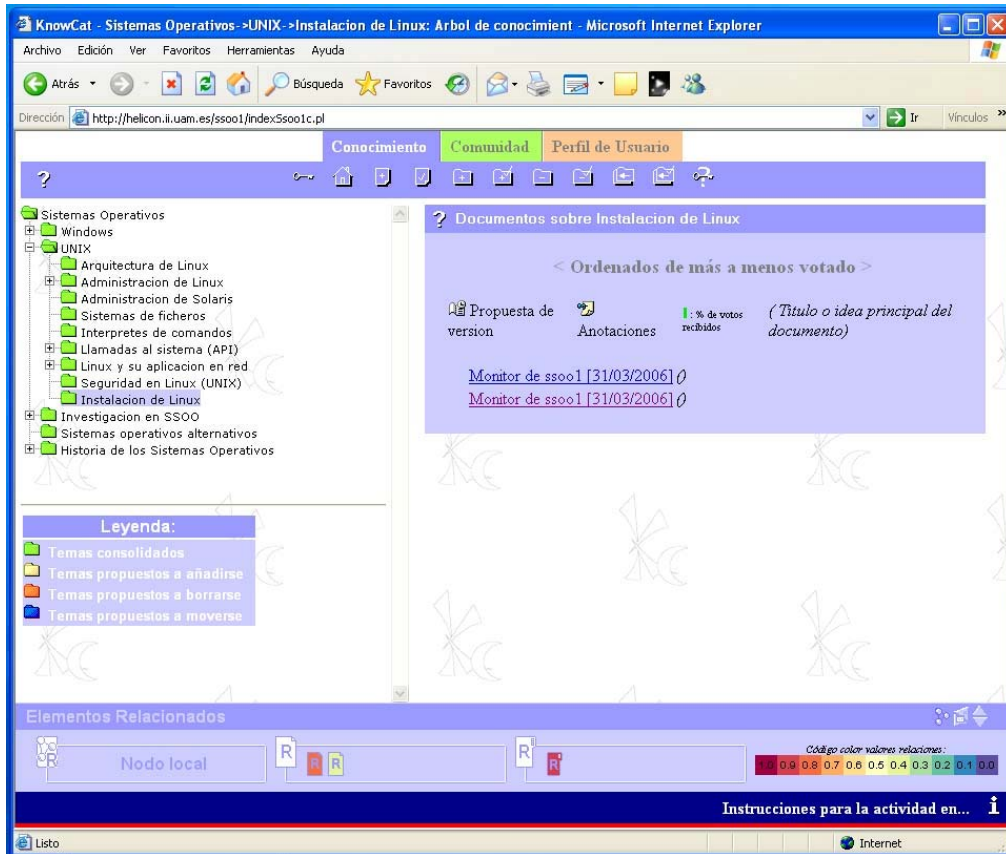 KnowCat - Sistemas Operativos->UNIX->Instalacion de Linux: Arbol de conocimient - Microsoft Internet Explorer
Archivo Edición Ver Favoritos Herramientas Ayuda
Atrás Búsqueda Favoritos
Dirección http://helicon.ii.uam.es/ssoo1/indexSsoo1c.pl Ir Vínculos »
Conocimiento Comunidad Perfil de Usuario
?
Sistemas Operativos
Windows
UNIX
Arquitectura de Linux
Administracion de Linux
Administracion de Solaris
Sistemas de ficheros
Interpretes de comandos
Llamadas al sistema (API)
Linux y su aplicacion en red
Seguridad en Linux (UNIX)
Instalacion de Linux
Investigacion en SSOO
Sistemas operativos alternativos
Historia de los Sistemas Operativos
Leyenda:
Temas consolidados
Temas propuestos a añadirse
Temas propuestos a borrarse
Temas propuestos a moverse
? Documentos sobre Instalacion de Linux
< Ordenados de más a menos votado >
Propuesta de version
Anotaciones
: % de votos recibidos
( Titulo o idea principal del documento)
Monitor de ssoo1 [31/03/2006] ()
Monitor de ssoo1 [31/03/2006] ()
Elementos Relacionados
R Nodo local
R R R
R R
Código color valores relaciones:
1.0 0.9 0.8 0.7 0.6 0.5 0.4 0.3 0.2 0.1 0.0
Instrucciones para la actividad en... i
Listo Internet